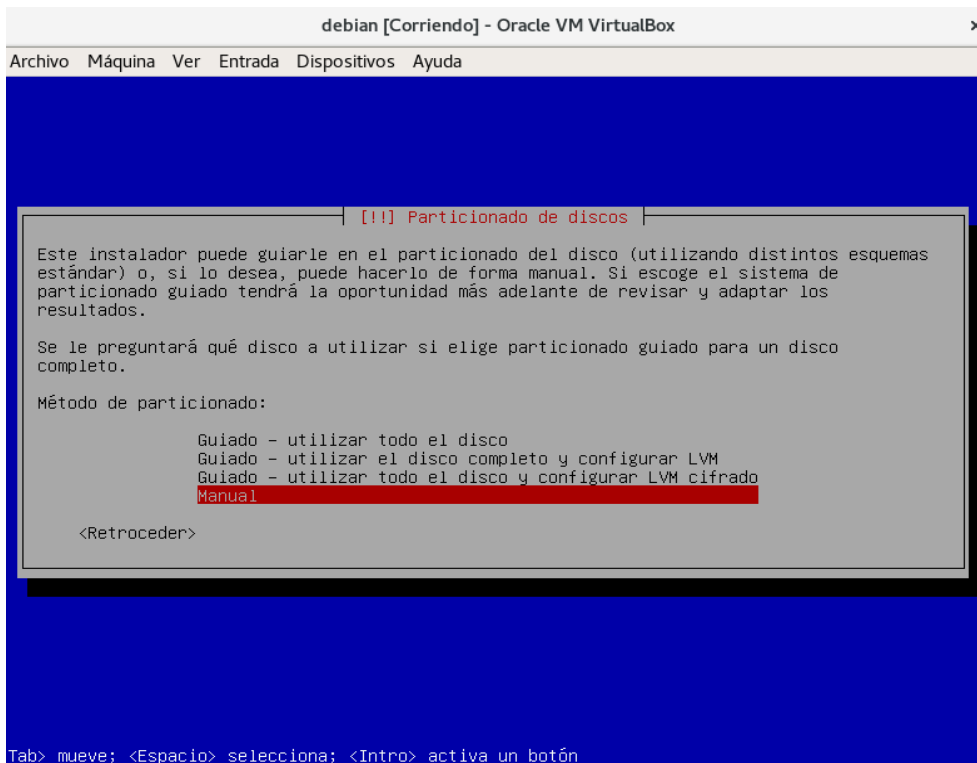 debian [Corriendo] - Oracle VM VirtualBox
Archivo Máquina Ver Entrada Dispositivos Ayuda
[!!] Particionado de discos
Este instalador puede guiarle en el particionado del disco (utilizando distintos esquemas
estándar) o, si lo desea, puede hacerlo de forma manual. Si escoge el sistema de
particionado guiado tendrá la oportunidad más adelante de revisar y adaptar los
resultados.
Se le preguntará qué disco a utilizar si elige particionado guiado para un disco
completo.
Método de particionado:
Guiado - utilizar todo el disco
Guiado - utilizar el disco completo y configurar LVM
Guiado - utilizar todo el disco y configurar LVM cifrado
Manual
<Retroceder>
Tab> mueve; <Espacio> selecciona; <Intro> activa un botón